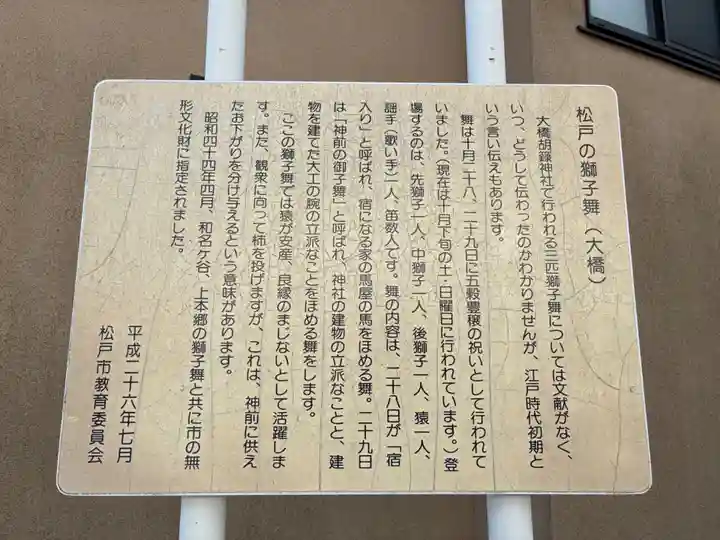 松戸の獅子舞（大橋）
大橋胡録神社で行われる三匹獅子舞については文献がなく、
いつ、どうして伝わったのかわかりませんが、江戸時代初期と
いう言い伝えもあります。
舞は十月二十八、二十九日に五穀豊穣の祝いとして行われて
いました。（現在は十月下旬の土・日曜日に行われています。）登
場するのは、先獅子一人、中獅子一人、後獅子一人、猿一人、
謡手（歌い手）一人、笛数人です。舞の内容は、二十八日が「宿
入り」と呼ばれ、宿になる家の馬屋の馬をほめる舞。二十九日
は「神前の御子舞」と呼ばれ、神社の建物の立派なことと、建
物を建てた大工の腕の立派なことをほめる舞をします。
ここの獅子舞では猿が安産、良縁のまじないとして活躍しま
す。また、観衆に向って柿を投げますが、これは、神前に供え
たお下がりを分け与えるという意味があります。
昭和四十四年四月、和名ケ谷、上本郷の獅子舞と共に市の無
形文化財に指定されました。
平成二十六年七月
松戸市教育委員会